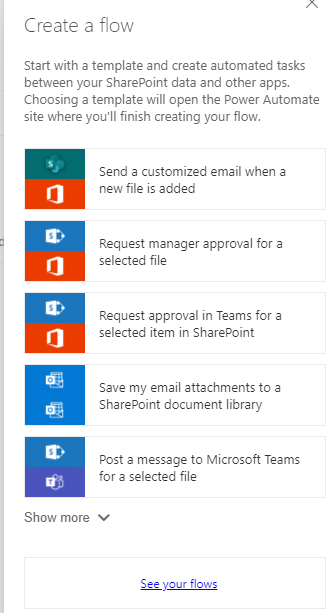 Create a flow
Start with a template and create automated tasks
between your SharePoint data and other apps.
Choosing a template will open the Power Automate
site where you'll finish creating your flow.
Send a customized email when a
new file is added
Request manager approval for a
selected file
Request approval in Teams for a
selected item in SharePoint
Save my email attachments to a
SharePoint document library
Post a message to Microsoft Teams
for a selected file
Show more
See your flows